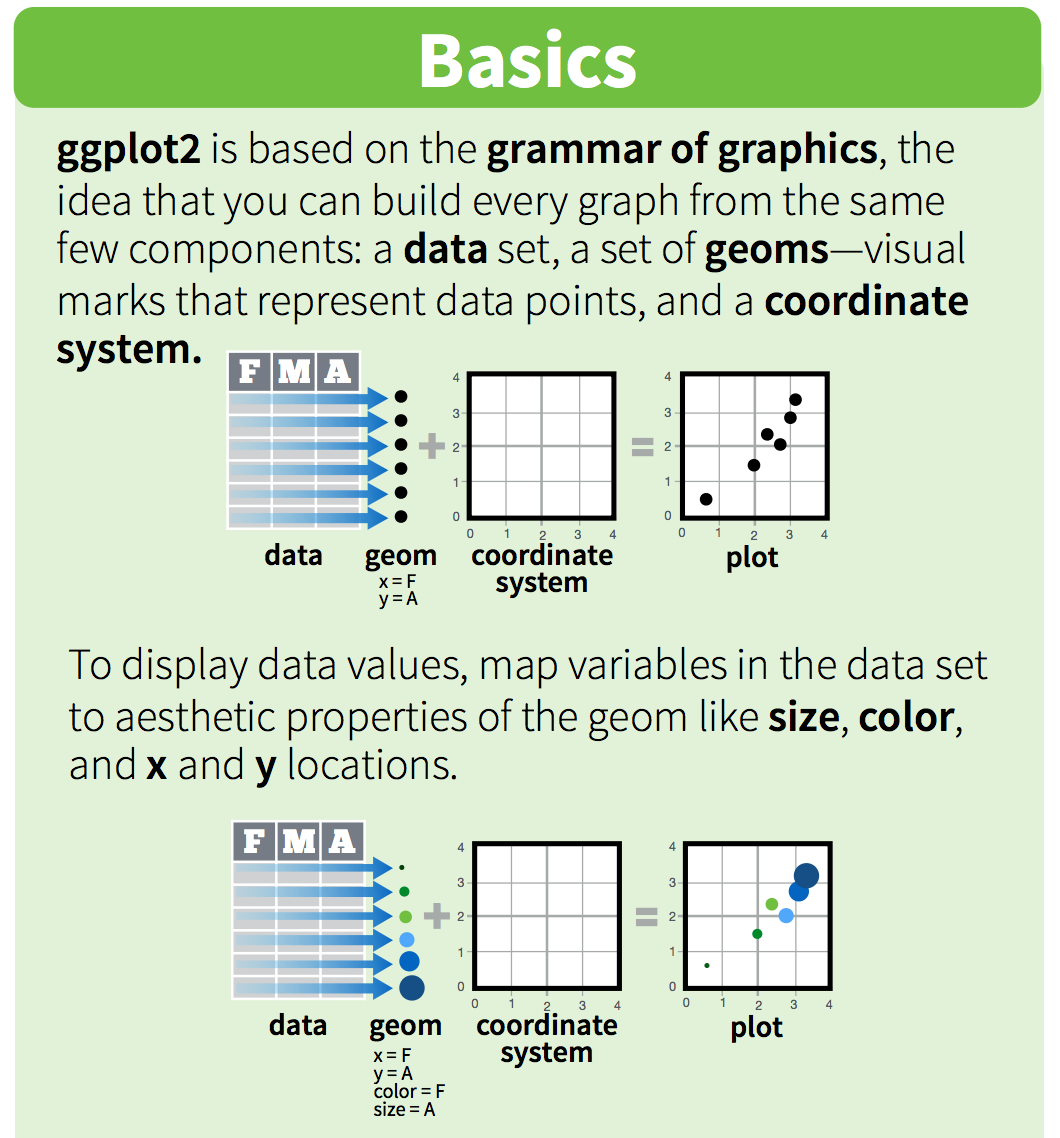 Basics
ggplot2 is based on the grammar of graphics, the
idea that you can build every graph from the same
few components: a data set, a set of geoms—visual
marks that represent data points, and a coordinate
system.
F M A
4
3
2
1
0
0 1 2 3 4
4
3
2
1
0
0 1 2 3 4
+
=
data
geom
x = F
y = A
coordinate
system
plot
To display data values, map variables in the data set
to aesthetic properties of the geom like size, color,
and x and y locations.
F M A
4
3
2
1
0
0 1 2 3 4
4
3
2
1
0
0 1 2 3 4
+
=
data
geom
x = F
y = A
color = F
size = A
coordinate
system
plot